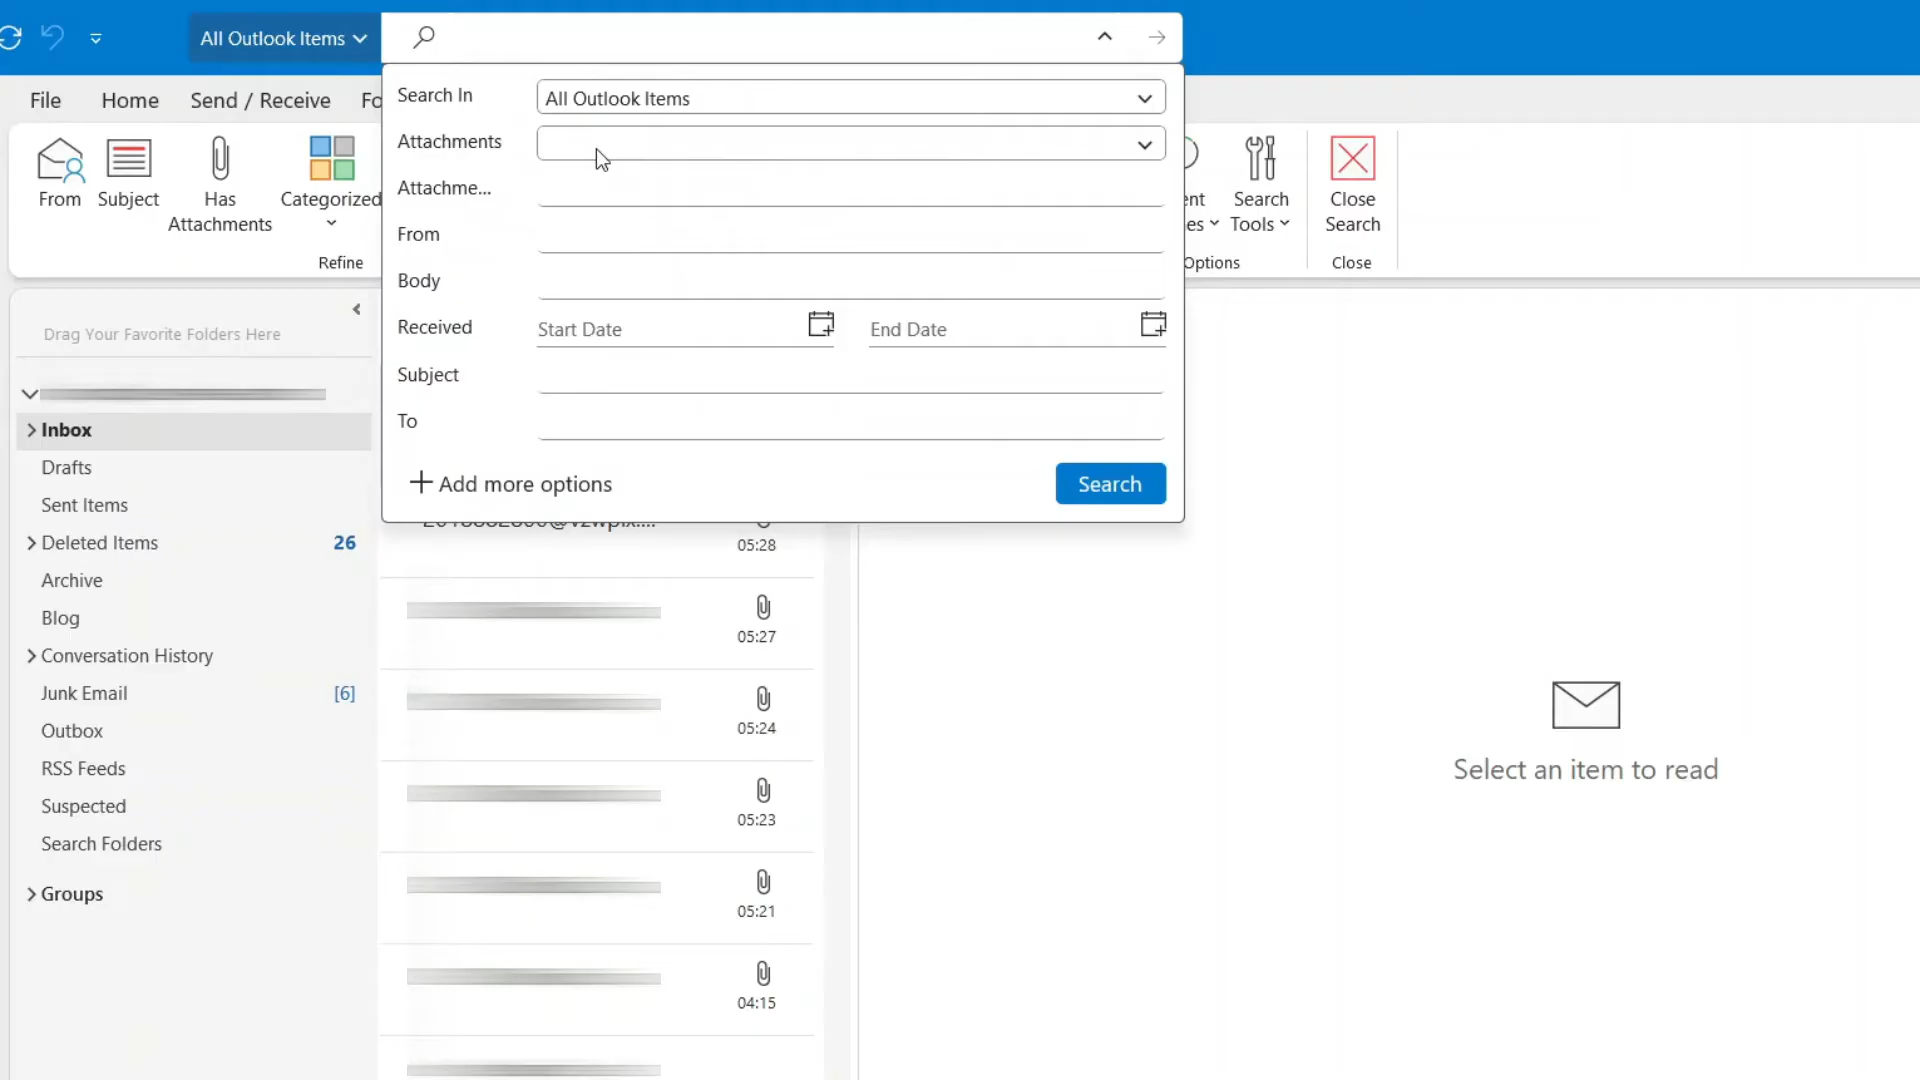 All Outlook Items
File Home Send / Receive Fo
Search In All Outlook Items
Attachments
Attachme...
From
Body
Received Start Date End Date
Subject
To
Add more options Search
From Subject Has Attachments Categorized
Refine
Search Tools
Options
Close Search
Close
Drag Your Favorite Folders Here
Inbox
Drafts
Sent Items
Deleted Items 26
Archive
Blog
Conversation History
Junk Email [6]
Outbox
RSS Feeds
Suspected
Search Folders
Groups
05:28
05:27
05:24
05:23
05:21
04:15
Select an item to read